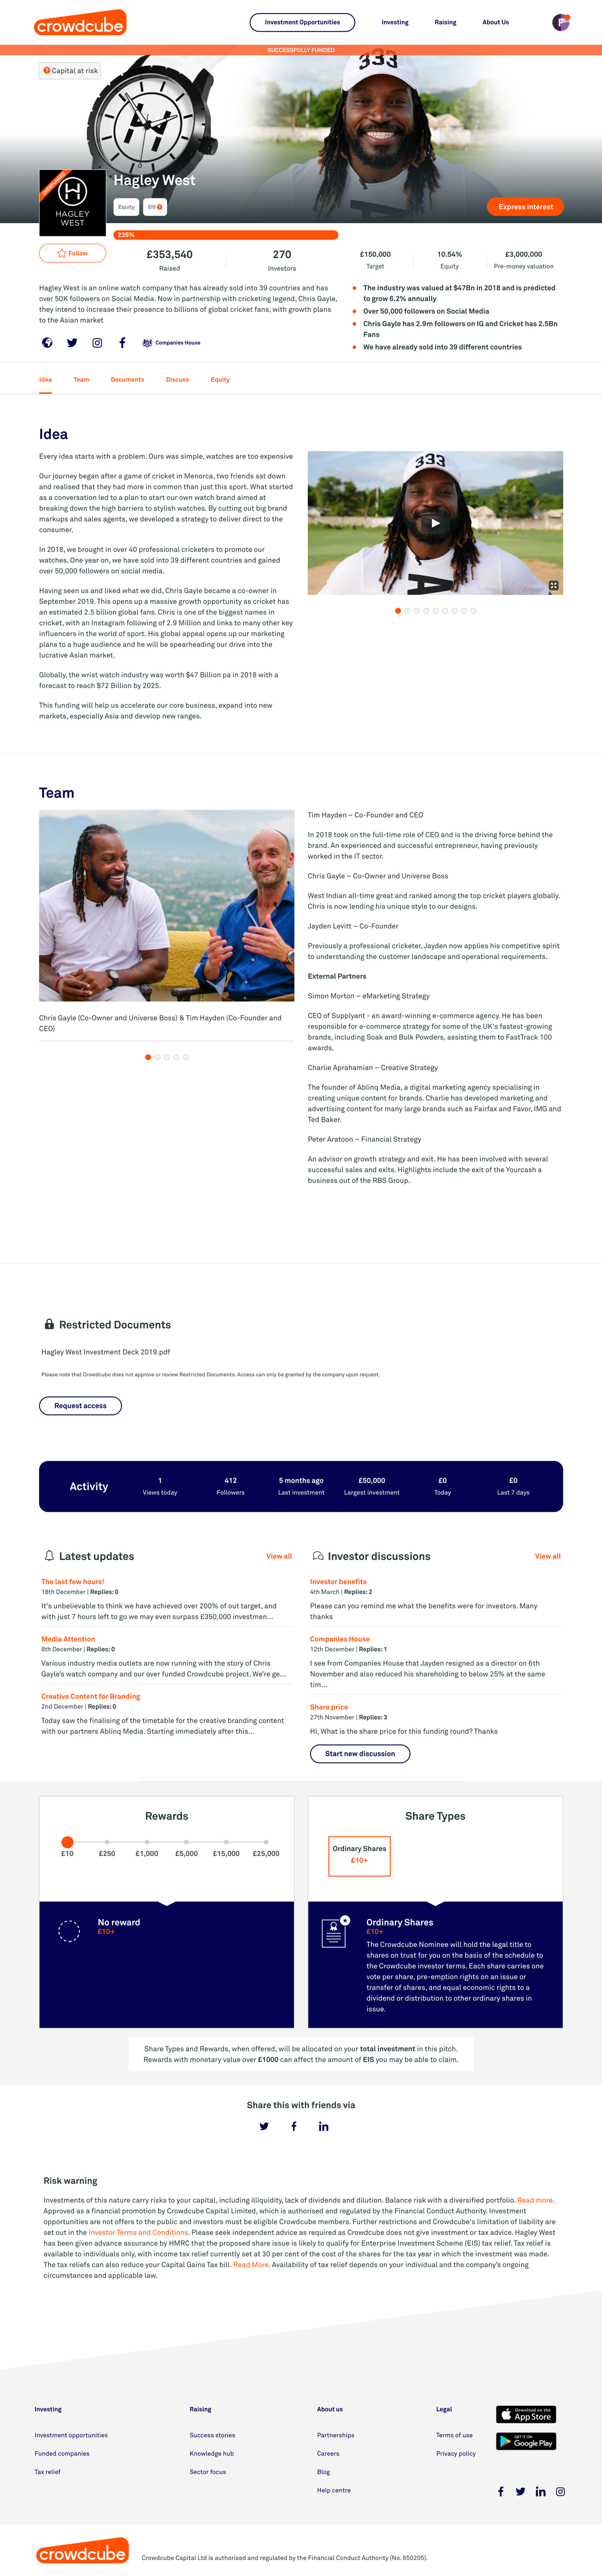 crowdcube
Investment Opportunities
Investing
Raising
About Us
SUCCESSFULLY FUNDED
Capital at risk
333
OVERFUNDING
HAGLEY
WEST
Hagley West
Equity
EIS
Express interest
235%
Follow
£353,540
Raised
270
Investors
£150,000
Target
10.54%
Equity
£3,000,000
Pre-money valuation
Hagley West is an online watch company that has already sold into 39 countries and has
over 50K followers on Social Media. Now in partnership with cricketing legend, Chris Gayle,
they intend to increase their presence to billions of global cricket fans, with growth plans
to the Asian market
Companies House
The industry was valued at $47Bn in 2018 and is predicted
to grow 6.2% annually
Over 50,000 followers on Social Media
Chris Gayle has 2.9m followers on IG and Cricket has 2.5Bn
Fans
We have already sold into 39 different countries
Idea
Team
Documents
Discuss
Equity
Idea
Every idea starts with a problem. Ours was simple, watches are too expensive
Our journey began after a game of cricket in Menorca, two friends sat down
and realised that they had more in common than just this sport. What started
as a conversation led to a plan to start our own watch brand aimed at
breaking down the high barriers to stylish watches. By cutting out big brand
markups and sales agents, we developed a strategy to deliver direct to the
consumer.
In 2018, we brought in over 40 professional cricketers to promote our
watches. One year on, we have sold into 39 different countries and gained
over 50,000 followers on social media.
Having seen us and liked what we did, Chris Gayle became a co-owner in
September 2019. This opens up a massive growth opportunity as cricket has
an estimated 2.5 billion global fans. Chris is one of the biggest names in
cricket, with an Instagram following of 2.9 Million and links to many other key
influencers in the world of sport. His global appeal opens up our marketing
plans to a huge audience and he will be spearheading our drive into the
lucrative Asian market.
Globally, the wrist watch industry was worth $47 Billion pa in 2018 with a
forecast to reach $72 Billion by 2025.
This funding will help us accelerate our core business, expand into new
markets, especially Asia and develop new ranges.
333
Team
Chris Gayle (Co-Owner and Universe Boss) & Tim Hayden (Co-Founder and
CEO)
Tim Hayden – Co-Founder and CEO
In 2018 took on the full-time role of CEO and is the driving force behind the
brand. An experienced and successful entrepreneur, having previously
worked in the IT sector.
Chris Gayle – Co-Owner and Universe Boss
West Indian all-time great and ranked among the top cricket players globally.
Chris is now lending his unique style to our designs.
Jayden Levitt – Co-Founder
Previously a professional cricketer, Jayden now applies his competitive spirit
to understanding the customer landscape and operational requirements.
External Partners
Simon Morton – eMarketing Strategy
CEO of Supplyant - an award-winning e-commerce agency. He has been
responsible for e-commerce strategy for some of the UK's fastest-growing
brands, including Soak and Bulk Powders, assisting them to FastTrack 100
awards.
Charlie Aprahamian – Creative Strategy
The founder of Ablinq Media, a digital marketing agency specialising in
creating unique content for brands. Charlie has developed marketing and
advertising content for many large brands such as Fairfax and Favor, IMG and
Ted Baker.
Peter Aratoon – Financial Strategy
An advisor on growth strategy and exit. He has been involved with several
successful sales and exits. Highlights include the exit of the Yourcash a
business out of the RBS Group.
Restricted Documents
Hagley West Investment Deck 2019.pdf
Please note that Crowdcube does not approve or review Restricted Documents. Access can only be granted by the company upon request.
Request access
Activity
1
Views today
412
Followers
5 months ago
Last investment
£50,000
Largest investment
£0
Today
£0
Last 7 days
Latest updates
View all
The last few hours!
18th December | Replies: 0
It's unbelievable to think we have achieved over 200% of out target, and
with just 7 hours left to go we may even surpass £350,000 investmen...
Media Attention
8th December | Replies: 0
Various industry media outlets are now running with the story of Chris
Gayle's watch company and our over funded Crowdcube project. We're ge...
Creative Content for Branding
2nd December | Replies: 0
Today saw the finalising of the timetable for the creative branding content
with our partners Ablinq Media. Starting immediately after this...
Investor discussions
View all
Investor benefits
4th March | Replies: 2
Please can you remind me what the benefits were for investors. Many
thanks
Companies House
12th December | Replies: 1
I see from Companies House that Jayden resigned as a director on 6th
November and also reduced his shareholding to below 25% at the same
tim...
Share price
27th November | Replies: 3
Hi, What is the share price for this funding round? Thanks
Start new discussion
Rewards
£10
£250
£1,000
£5,000
£15,000
£25,000
No reward
£10+
Share Types
Ordinary Shares
£10+
Ordinary Shares
£10+
The Crowdcube Nominee will hold the legal title to
shares on trust for you on the basis of the schedule to
the Crowdcube investor terms. Each share carries one
vote per share, pre-emption rights on an issue or
transfer of shares, and equal economic rights to a
dividend or distribution to other ordinary shares in
issue.
Share Types and Rewards, when offered, will be allocated on your total investment in this pitch.
Rewards with monetary value over £1000 can affect the amount of EIS you may be able to claim.
Share this with friends via
Risk warning
Investments of this nature carry risks to your capital, including illiquidity, lack of dividends and dilution. Balance risk with a diversified portfolio. Read more.
Approved as a financial promotion by Crowdcube Capital Limited, which is authorised and regulated by the Financial Conduct Authority. Investment
opportunities are not offers to the public and investors must be eligible Crowdcube members. Further restrictions and Crowdcube's limitation of liability are
set out in the Investor Terms and Conditions. Please seek independent advice as required as Crowdcube does not give investment or tax advice. Hagley West
has been given advance assurance by HMRC that the proposed share issue is likely to qualify for Enterprise Investment Scheme (EIS) tax relief. Tax relief is
available to individuals only, with income tax relief currently set at 30 per cent of the cost of the shares for the tax year in which the investment was made.
The tax reliefs can also reduce your Capital Gains Tax bill. Read More. Availability of tax relief depends on your individual and the company's ongoing
circumstances and applicable law.
Investing
Investment opportunities
Funded companies
Tax relief
Raising
Success stories
Knowledge hub
Sector focus
About us
Partnerships
Careers
Blog
Help centre
Legal
Terms of use
Privacy policy
Download on the
App Store
GET IT ON
Google Play
crowdcube
Crowdcube Capital Ltd is authorised and regulated by the Financial Conduct Authority (No. 650205).